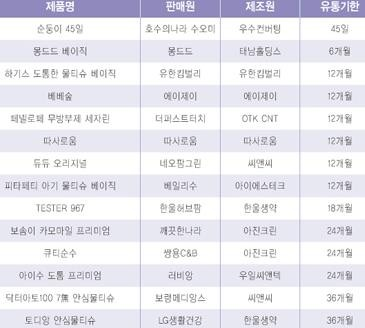 제품명 판매원 제조원 유통기한
순둥이 45일 호수의나라 수오미 우수컨버팅 45일
몽드드 베이직 몽드드 태남홀딩스 6개월
하기스 도톰한 물티슈 베이직 유한킴벌리 유한킴벌리 12개월
베베숲 에이제이 에이제이 12개월
페넬로페 무방부제 세자린 더퍼스트터치 OTK CNT 12개월
따사로움 따사로움 따사로움 12개월
듀듀 오리지널 네오팜그린 씨앤씨 12개월
피타페티 아기 물티슈 베이직 베일리수 아이에스테크 12개월
TESTER 967 한울허브팜 한울생약 18개월
보솜이 카모마일 프리미엄 깨끗한나라 아진크린 24개월
큐티순수 쌍용C&B 아진크린 24개월
아이수 도톰 프리미엄 러비앙 우일씨앤텍 24개월
닥터아토100 7無 안심물티슈 보령메디앙스 씨앤씨 36개월
토디앙 안심물티슈 LG생활건강 한울생약 36개월